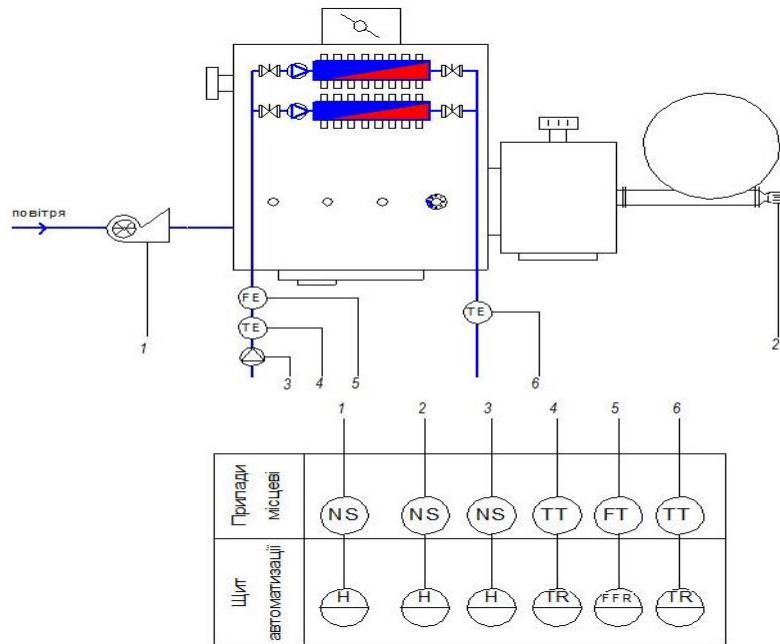 повітря
FE
TE
TE
1
3
4
5
6
2
1
2
3
4
5
6
Припади
місцеві
NS
NS
NS
TT
FT
TT
Щит
автоматизації
H
H
H
TR
FFR
TR